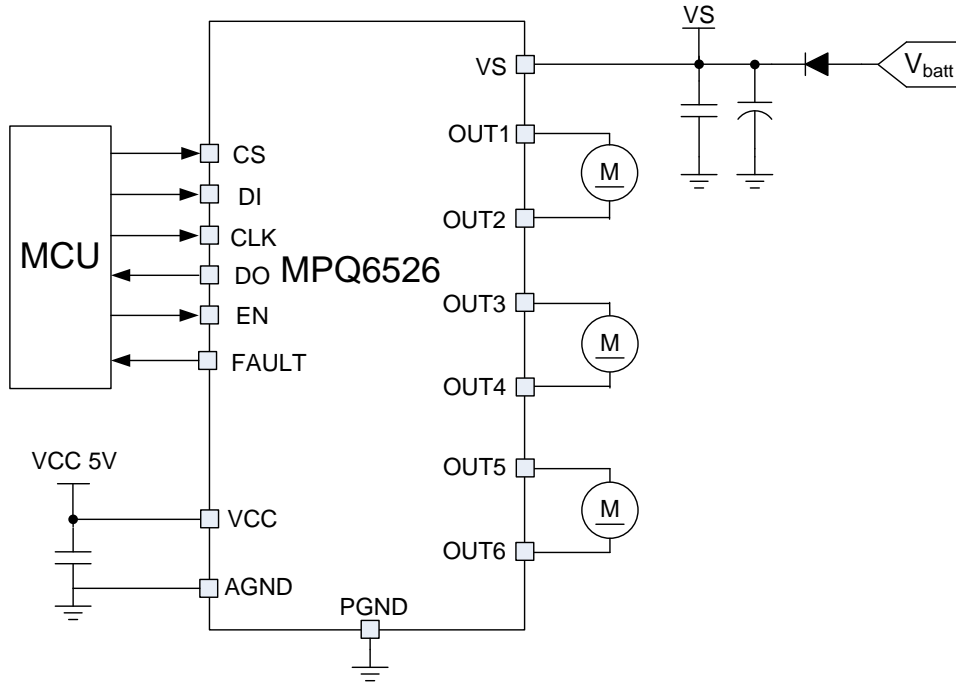 VS
VS
V_batt
OUT1
CS
M
DI
OUT2
CLK
MCU
MPQ6526
DO
OUT3
EN
M
FAULT
OUT4
VCC 5V
OUT5
VCC
M
OUT6
AGND
PGND